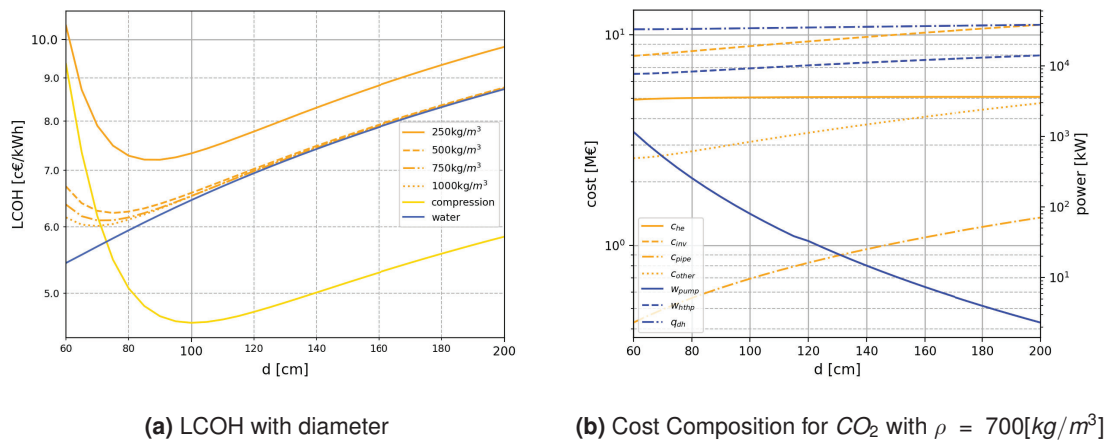 10.0
9.0
8.0
7.0
6.0
5.0
LCOH [c€/kWh]
250kg/m³
500kg/m³
750kg/m³
1000kg/m³
compression
water
60 80 100 120 140 160 180 200
d [cm]
(a) LCOH with diameter
10¹
10⁰
cost [M€]
c_he
c_inv
c_pipe
c_other
w_pump
w_hthp
q_dh
10⁴
10³
10²
10¹
power [kW]
60 80 100 120 140 160 180 200
d [cm]
(b) Cost Composition for CO₂ with ρ = 700[kg/m³]